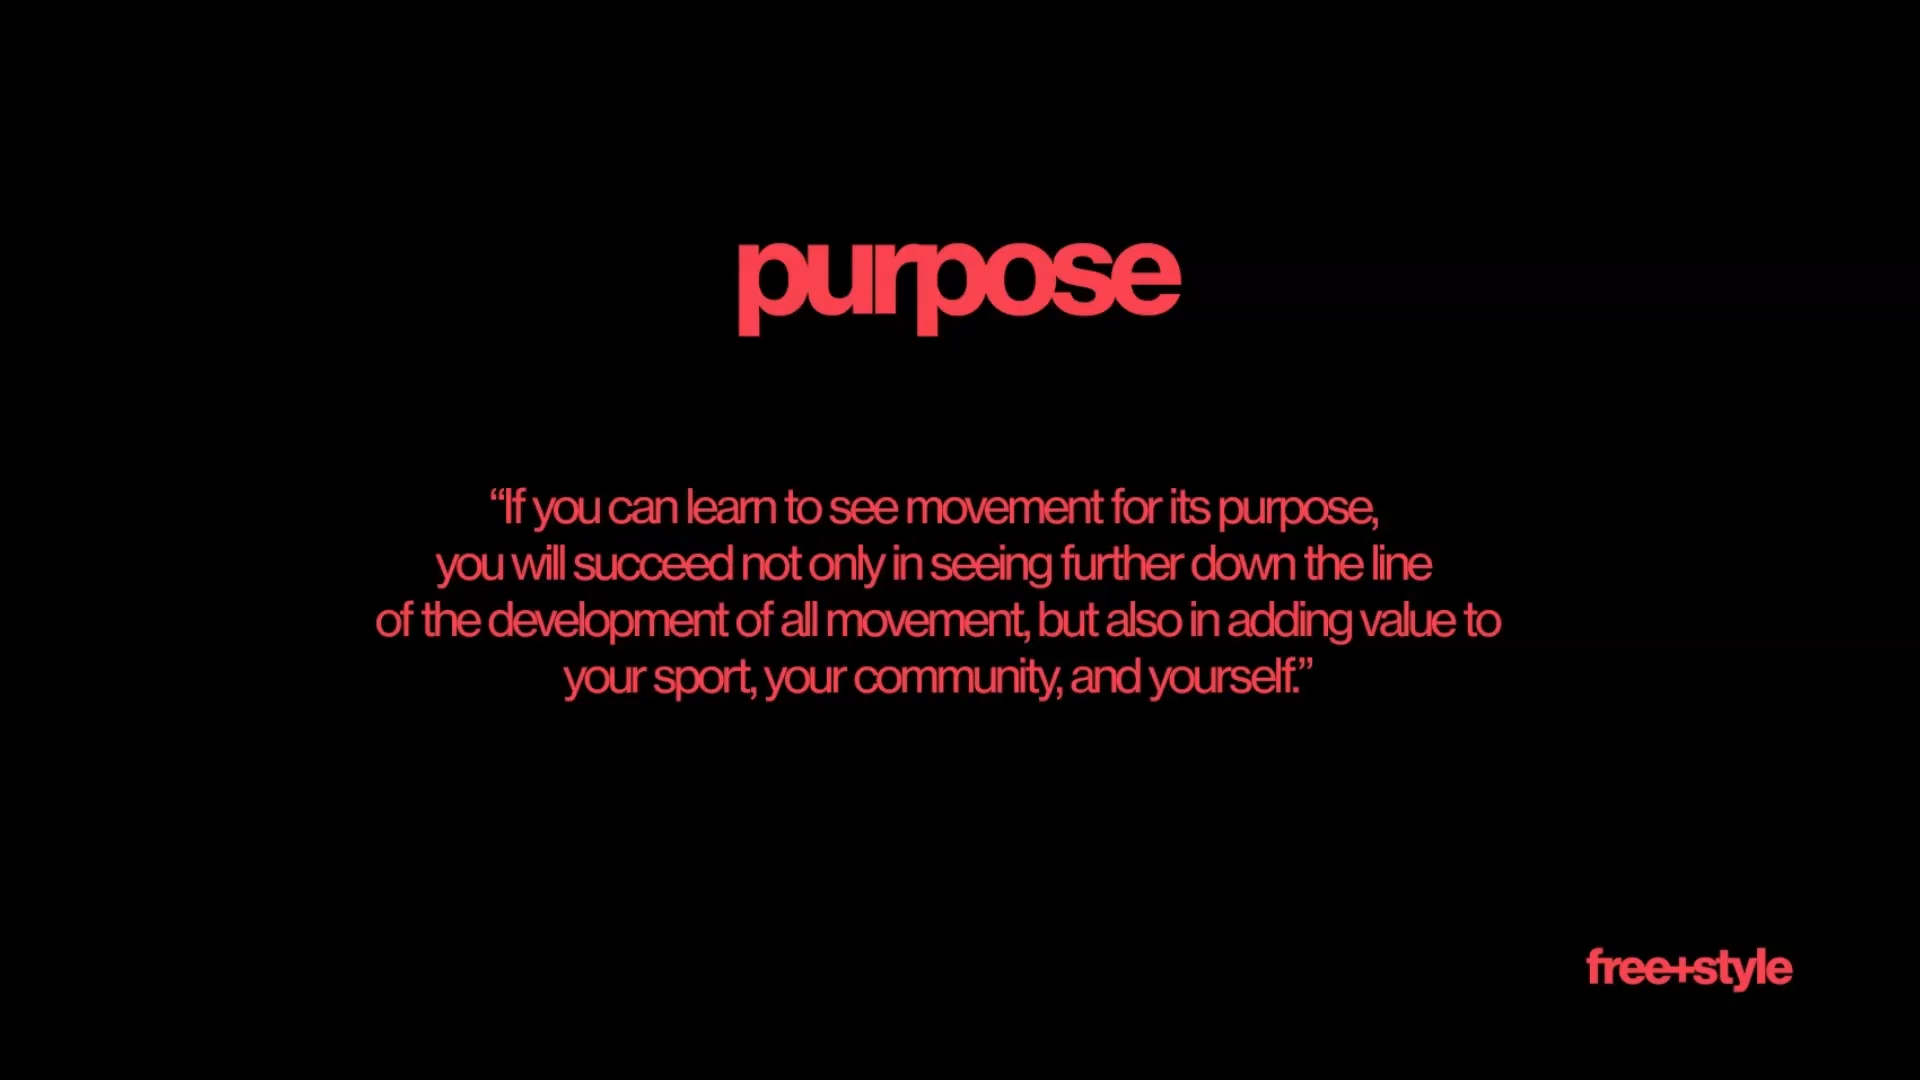 purpose
“If you can learn to see movement for its purpose,
you will succeed not only in seeing further down the line
of the development of all movement, but also in adding value to
your sport, your community, and yourself.”
free+style